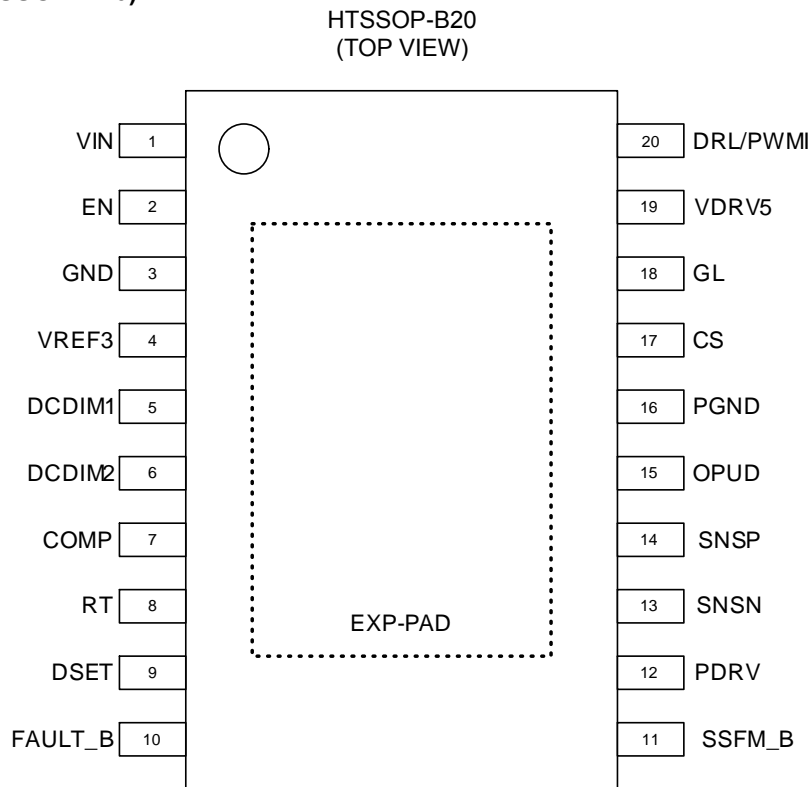 HTSSOP-B20
(TOP VIEW)
VIN 1
20 DRL/PWMI
EN 2
19 VDRV5
GND 3
18 GL
VREF3 4
17 CS
DCDIM1 5
16 PGND
DCDIM2 6
15 OPUD
COMP 7
14 SNSP
RT 8
13 SNSN
EXP-PAD
DSET 9
12 PDRV
FAULT_B 10
11 SSFM_B